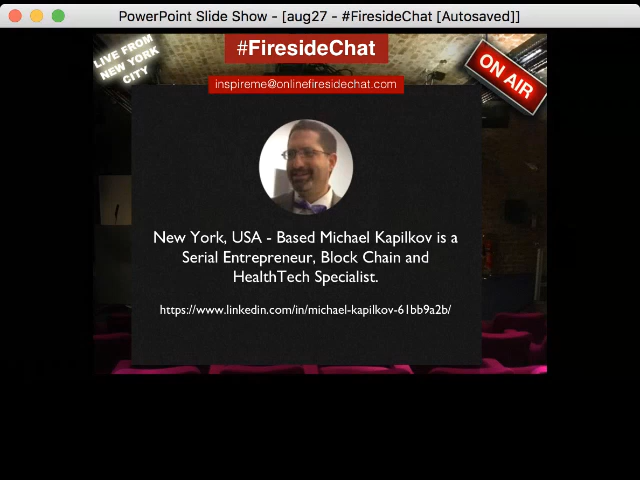 PowerPoint Slide Show - [aug27 - #FiresideChat [Autosaved]]
LIVE FROM
NEW YORK
CITY
#FiresideChat
ON AIR
inspireme@onlinefiresidechat.com
New York, USA - Based Michael Kapilkov is a
Serial Entrepreneur, Block Chain and
HealthTech Specialist.
https://www.linkedin.com/in/michael-kapilkov-61bb9a2b/